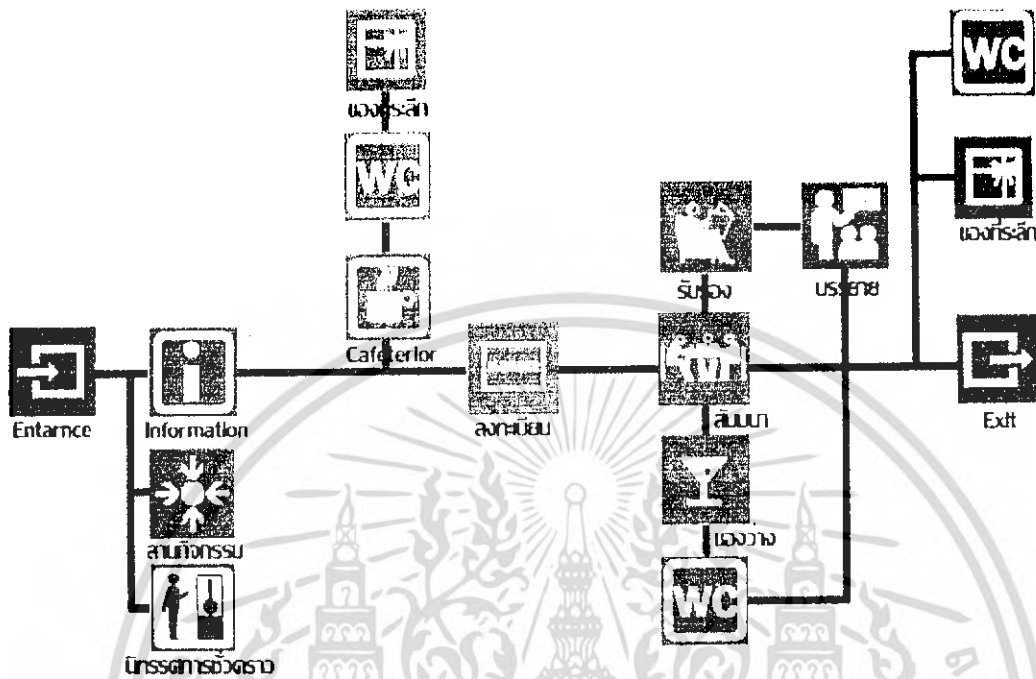 ของที่ระลึก
WC
WC
ของที่ระลึก
รับรอง
บรรยาย
Cafeterior
Entarnce
Information
ลงทะเบียน
สัมมนา
Exit
ลานกิจกรรม
ของว่าง
WC
นิทรรศการชั่วคราว